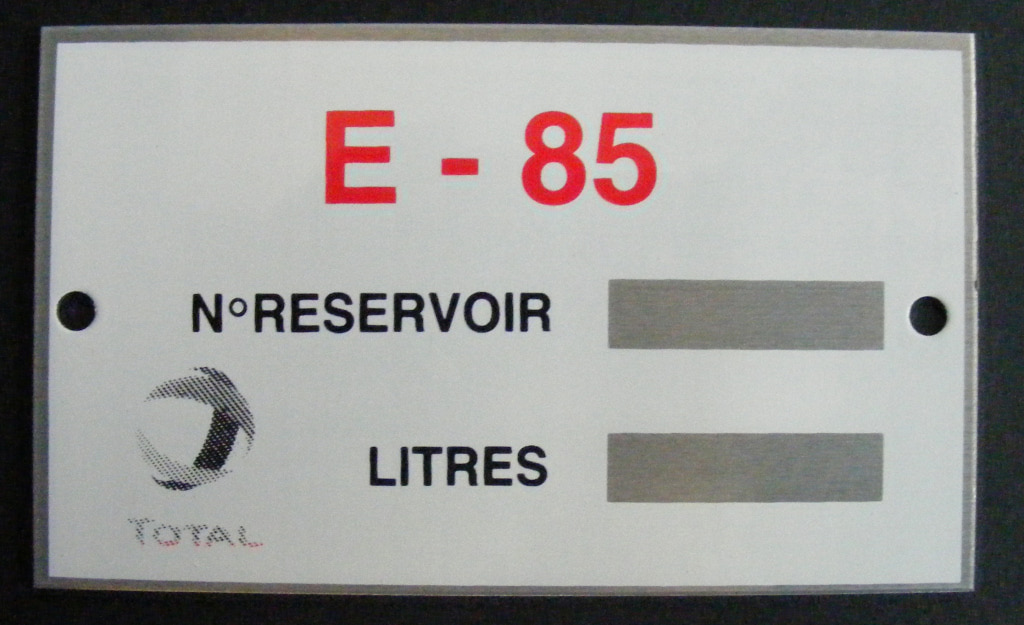 E - 85
N° RESERVOIR
LITRES
TOTAL